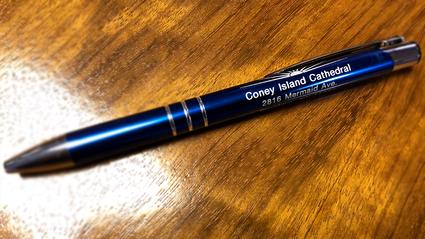 Coney Island Cathedral
2816 Mermaid Ave.